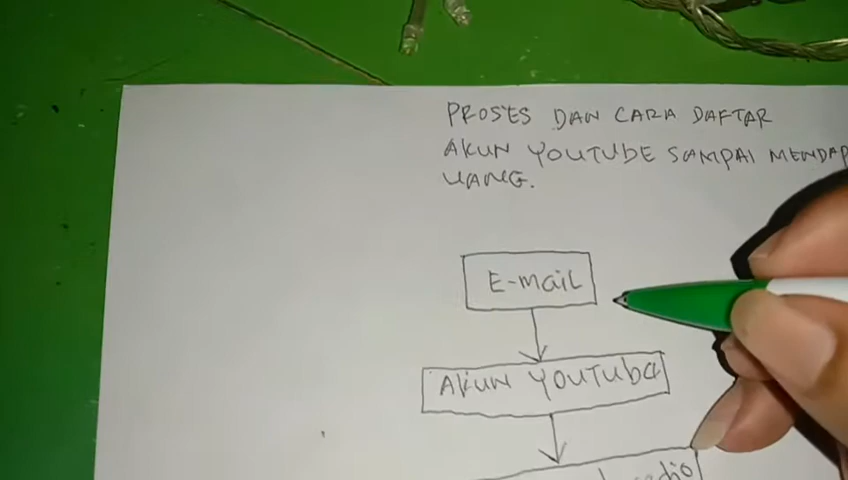 PROSES DAN CARA DAFTAR
AKUN YOUTUBE SAMPAI
UANG.
E-maiL
AKUN YOUTUbe